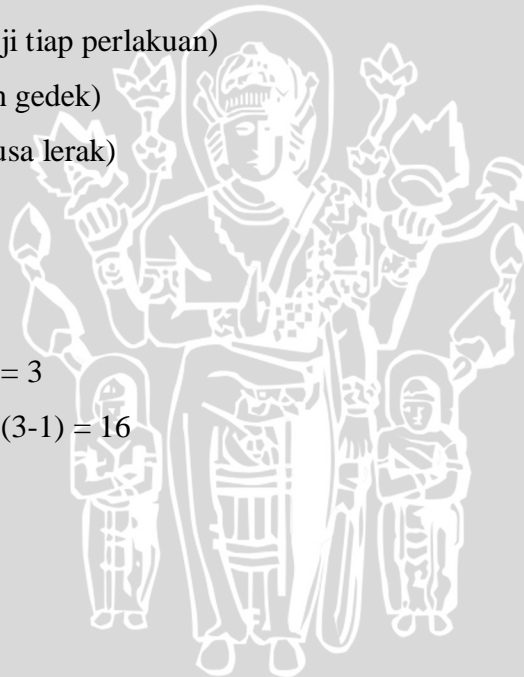 ji tiap perlakuan)
gedek)
usa lerak)
= 3
(3-1) = 16